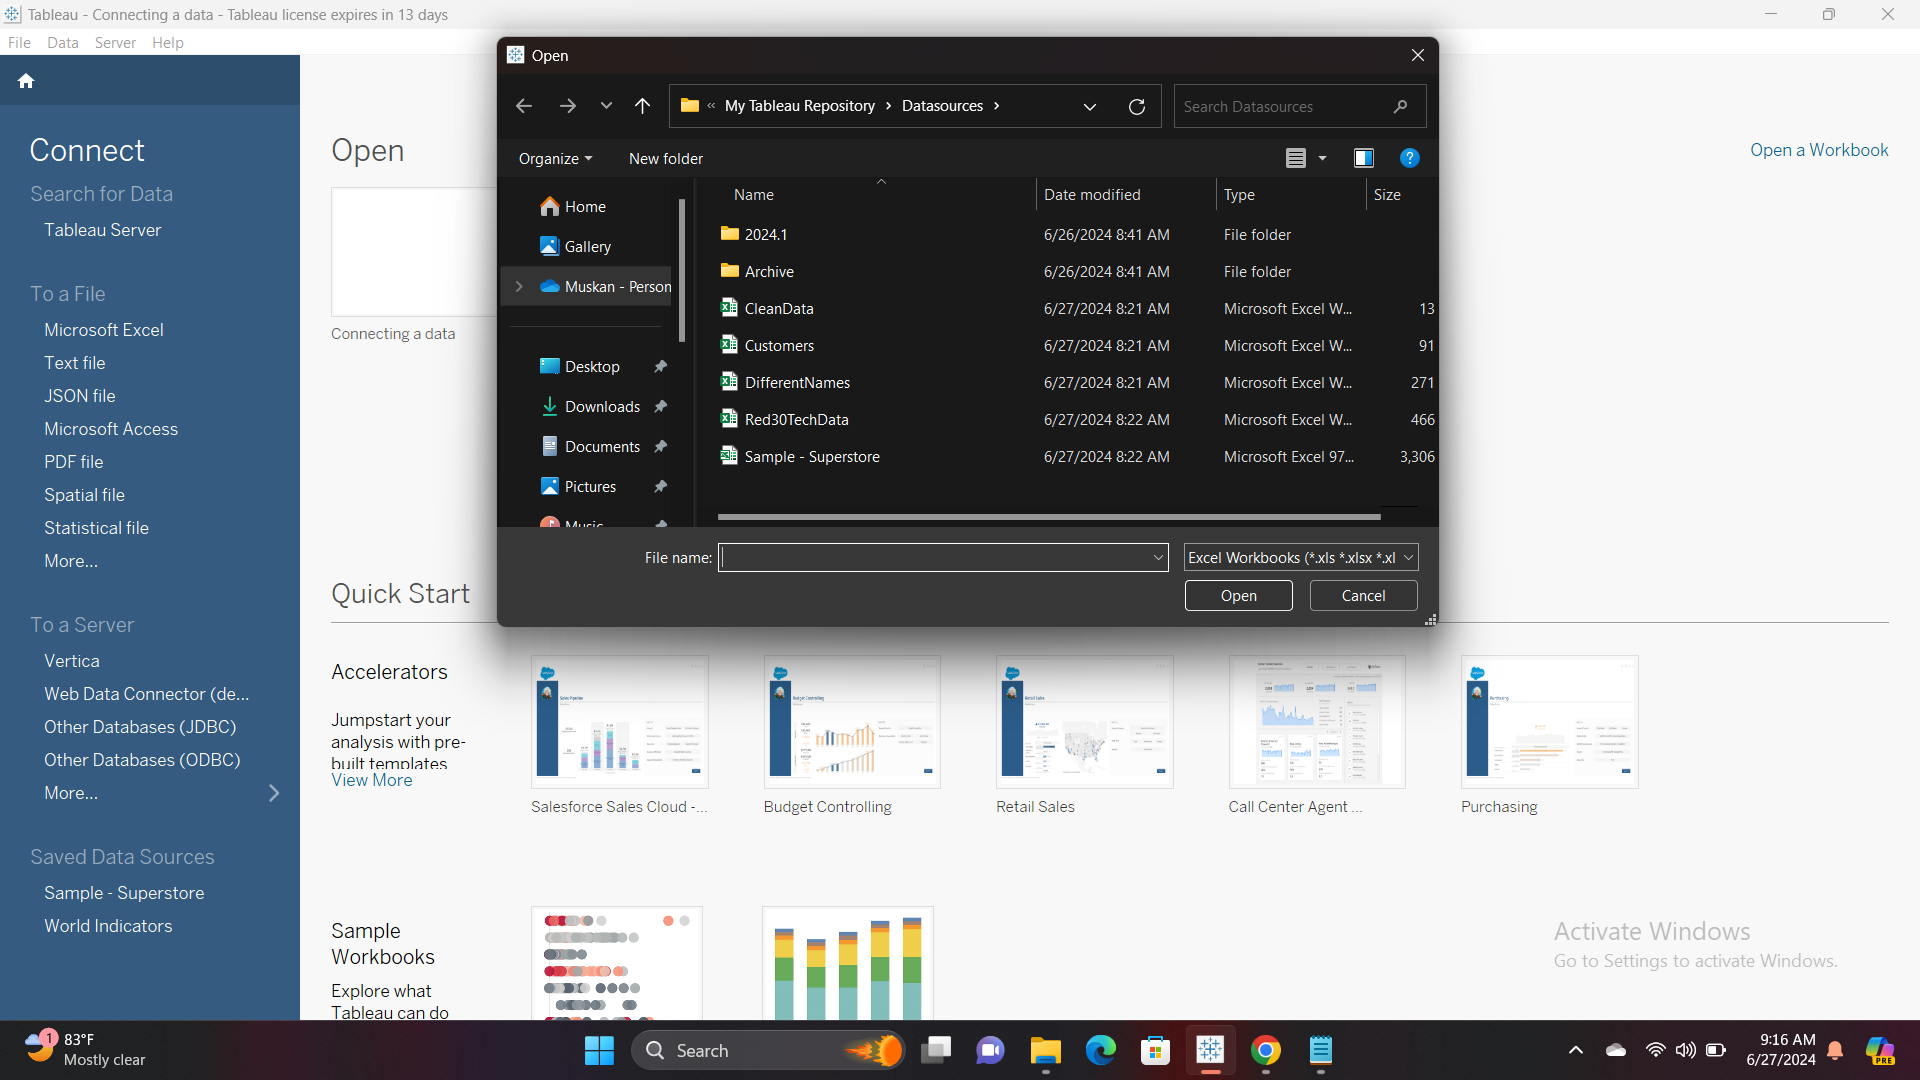 Tableau - Connecting a data - Tableau license expires in 13 days
File Data Server Help
Connect
Search for Data
Tableau Server
To a File
Microsoft Excel
Text file
JSON file
Microsoft Access
PDF file
Spatial file
Statistical file
More...
To a Server
Vertica
Web Data Connector (de...
Other Databases (JDBC)
Other Databases (ODBC)
More...
Saved Data Sources
Sample - Superstore
World Indicators
Open
Open a Workbook
Connecting a data
Open
« My Tableau Repository › Datasources ›
Search Datasources
Organize
New folder
Home
Gallery
Muskan - Person
Desktop
Downloads
Documents
Pictures
Music
Name Date modified Type Size
2024.1 6/26/2024 8:41 AM File folder
Archive 6/26/2024 8:41 AM File folder
CleanData 6/27/2024 8:21 AM Microsoft Excel W... 13
Customers 6/27/2024 8:21 AM Microsoft Excel W... 91
DifferentNames 6/27/2024 8:21 AM Microsoft Excel W... 271
Red30TechData 6/27/2024 8:22 AM Microsoft Excel W... 466
Sample - Superstore 6/27/2024 8:22 AM Microsoft Excel 97... 3,306
File name:
Excel Workbooks (*.xls *.xlsx *.xl
Open Cancel
Quick Start
Accelerators
Jumpstart your
analysis with pre-
built templates
View More
Salesforce Sales Cloud -...
Budget Controlling
Retail Sales
Call Center Agent ...
Purchasing
Sample
Workbooks
Explore what
Tableau can do
Activate Windows
Go to Settings to activate Windows.
1
83°F
Mostly clear
Search
9:16 AM
6/27/2024
PRE